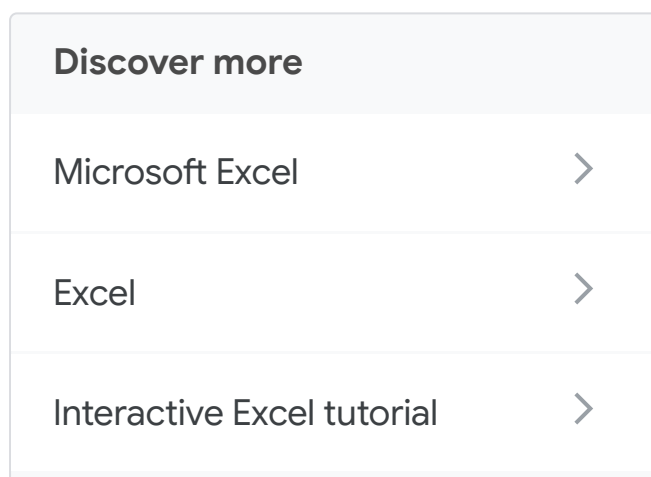 Discover more
Microsoft Excel
Excel
Interactive Excel tutorial